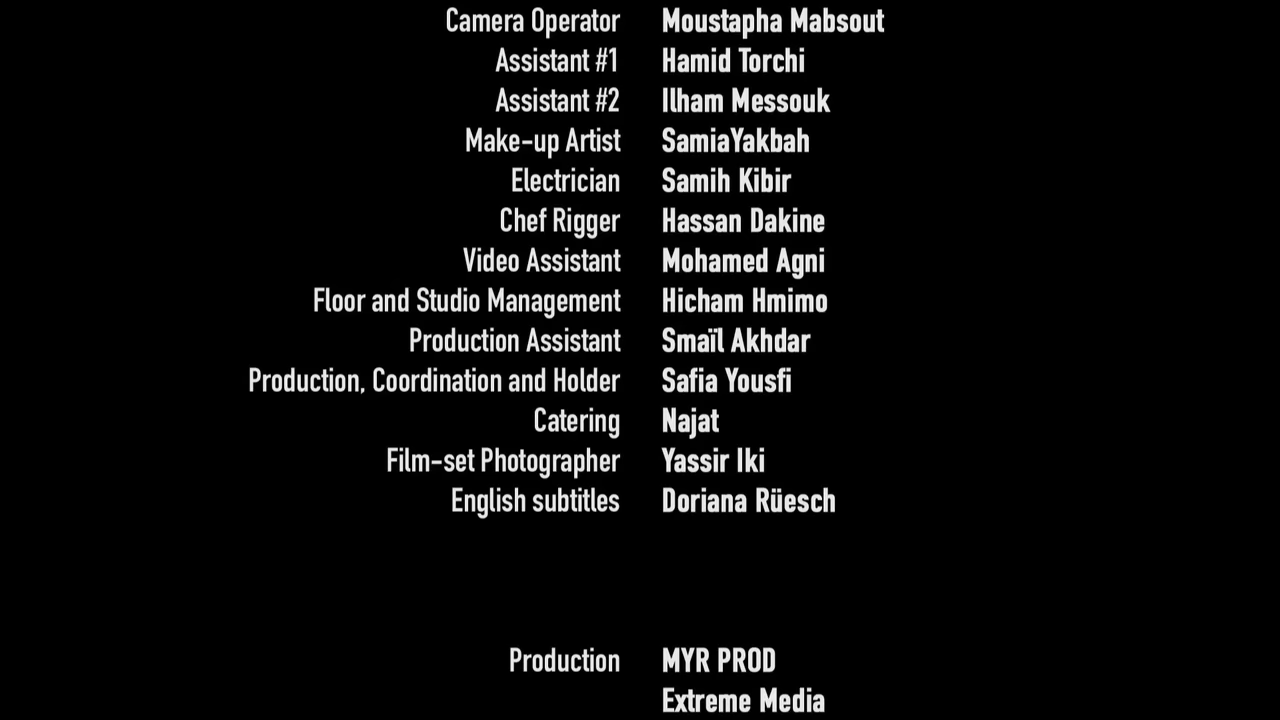 Camera Operator Moustapha Mabsout
Assistant #1 Hamid Torchi
Assistant #2 Ilham Messouk
Make-up Artist SamiaYakbah
Electrician Samih Kibir
Chef Rigger Hassan Dakine
Video Assistant Mohamed Agni
Floor and Studio Management Hicham Hmimo
Production Assistant Smaïl Akhdar
Production, Coordination and Holder Safia Yousfi
Catering Najat
Film-set Photographer Yassir Iki
English subtitles Doriana Rüesch
Production MYR PROD
Extreme Media